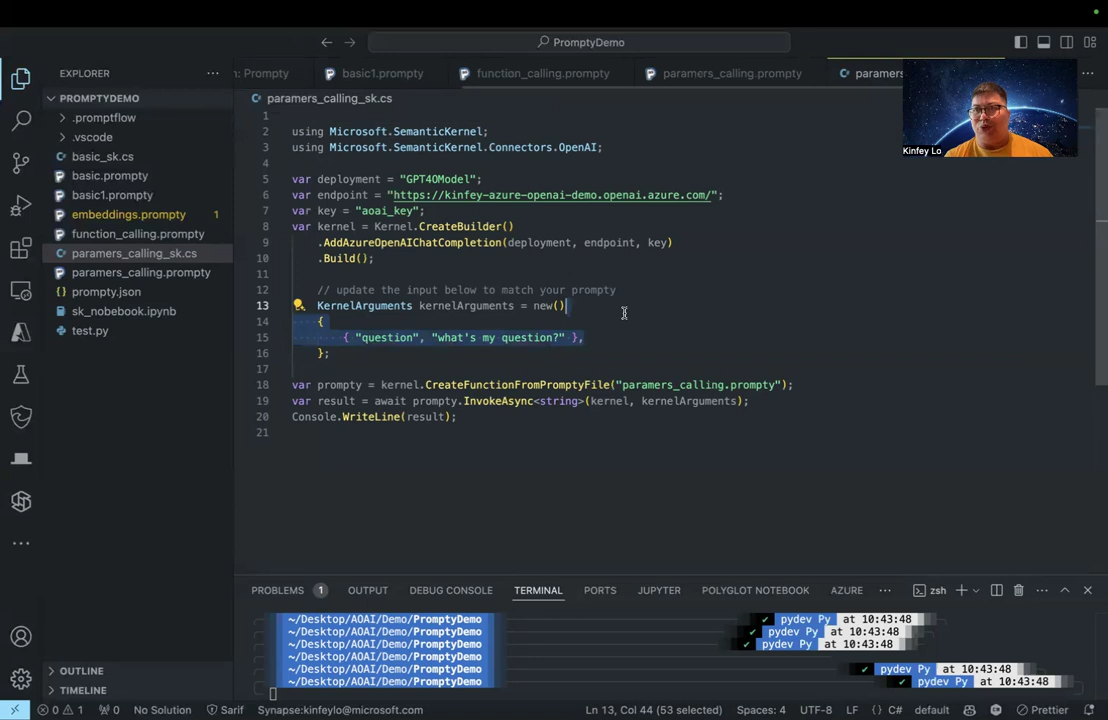 PromptyDemo
EXPLORER
PROMPTYDEMO
.promptflow
.vscode
basic_sk.cs
basic.prompty
basic1.prompty
embeddings.prompty 1
function_calling.prompty
paramers_calling_sk.cs
paramers_calling.prompty
prompty.json
sk_nobebook.ipynb
test.py
OUTLINE
TIMELINE
: Prompty basic1.prompty function_calling.prompty paramers_calling.prompty paramers
paramers_calling_sk.cs
Kinfey Lo
1
2 using Microsoft.SemanticKernel;
3 using Microsoft.SemanticKernel.Connectors.OpenAI;
4
5 var deployment = "GPT4OModel";
6 var endpoint = "https://kinfey-azure-openai-demo.openai.azure.com/";
7 var key = "aoai_key";
8 var kernel = Kernel.CreateBuilder()
9 .AddAzureOpenAIChatCompletion(deployment, endpoint, key)
10 .Build();
11
12 // update the input below to match your prompty
13 KernelArguments kernelArguments = new()
14 {
15 { "question", "what's my question?" },
16 };
17
18 var prompty = kernel.CreateFunctionFromPromptyFile("paramers_calling.prompty");
19 var result = await prompty.InvokeAsync<string>(kernel, kernelArguments);
20 Console.WriteLine(result);
21
PROBLEMS 1 OUTPUT DEBUG CONSOLE TERMINAL PORTS JUPYTER POLYGLOT NOTEBOOK AZURE zsh
~/Desktop/AOAI/Demo/PromptyDemo pydev Py at 10:43:48
~/Desktop/AOAI/Demo/PromptyDemo pydev Py at 10:43:48
~/Desktop/AOAI/Demo/PromptyDemo pydev Py at 10:43:48
~/Desktop/AOAI/Demo/PromptyDemo
~/Desktop/AOAI/Demo/PromptyDemo pydev Py at 10:43:48
~/Desktop/AOAI/Demo/PromptyDemo pydev Py at 10:43:48
0 1 0 No Solution Sarif Synapse:kinfeylo@microsoft.com Ln 13, Col 44 (53 selected) Spaces: 4 UTF-8 LF {} C# default Prettier